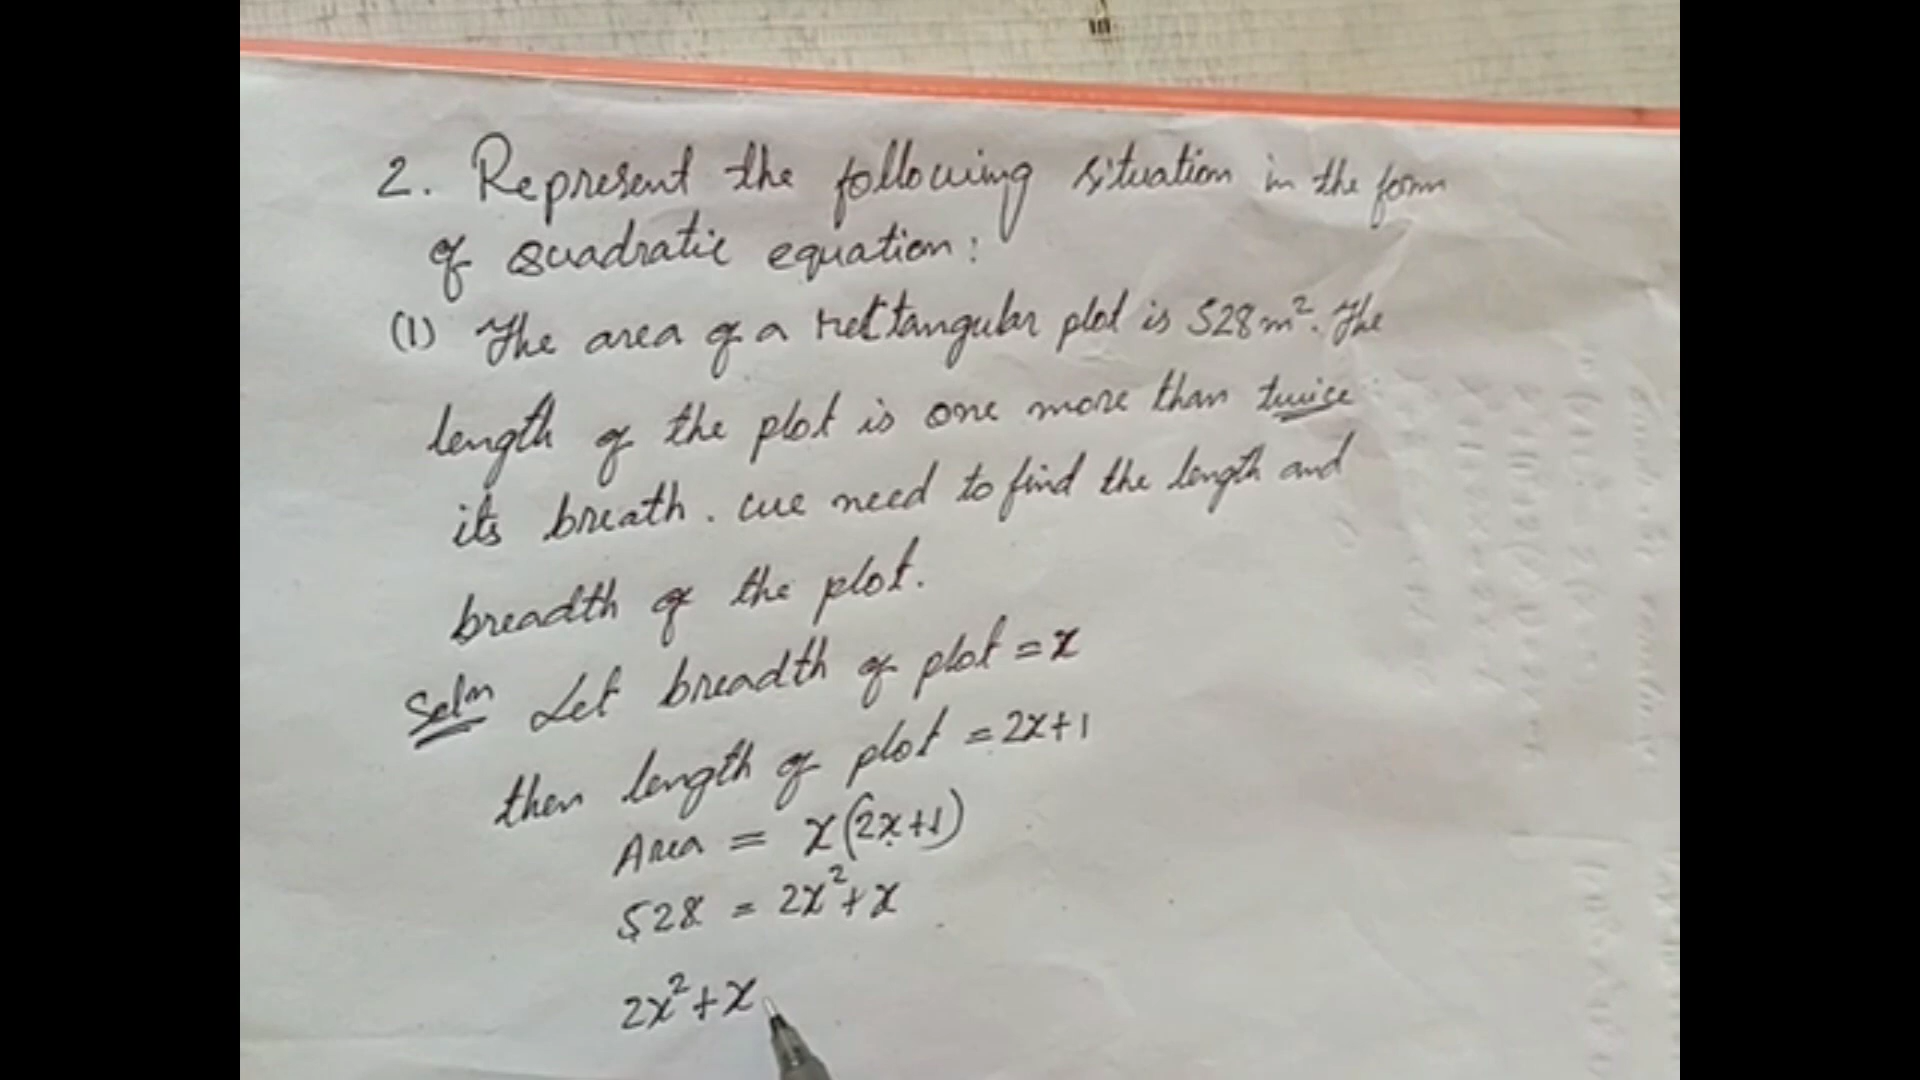 2. Represent the following situation in the form
of Quadratic equation:
(1) The area of a rectangular plot is 528m². The
length of the plot is one more than twice
its breath. we need to find the length and
breadth of the plot.
Solⁿ Let breadth of plot = x
then length of plot = 2x+1
Area = x(2x+1)
528 = 2x²+x
2x²+x